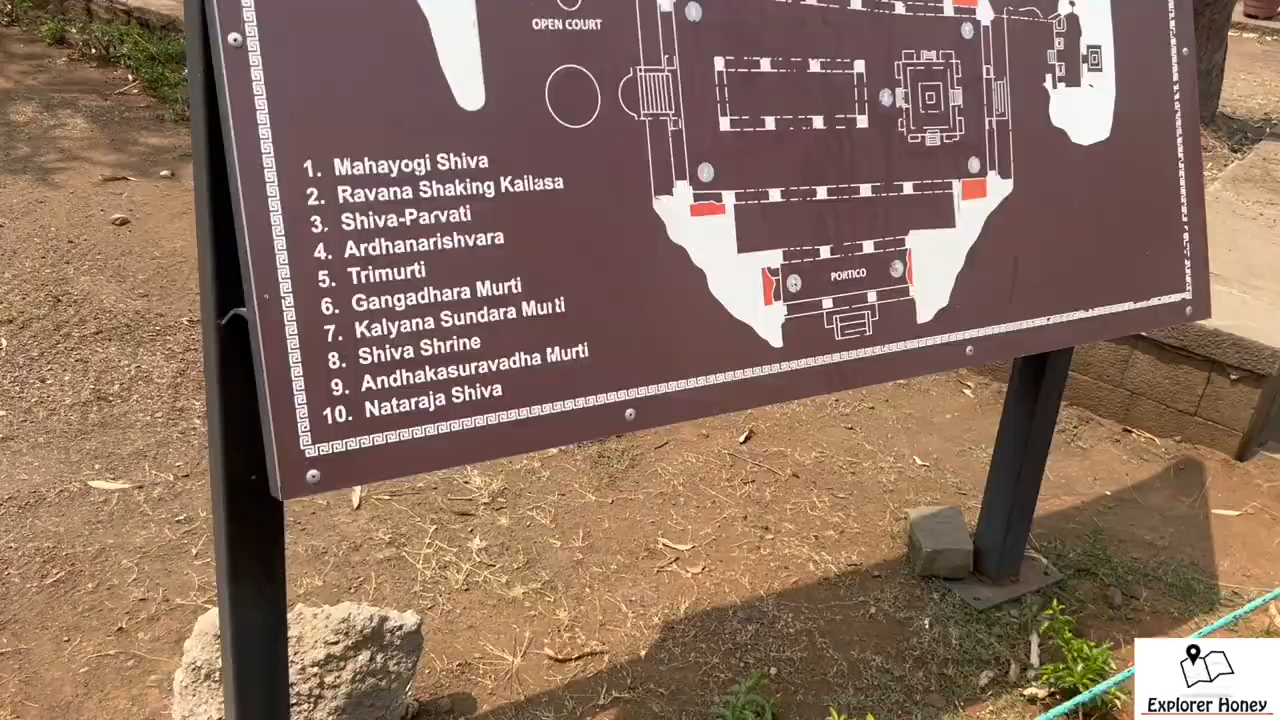 OPEN COURT
1. Mahayogi Shiva
2. Ravana Shaking Kailasa
3. Shiva-Parvati
4. Ardhanarishvara
5. Trimurti
6. Gangadhara Murti
7. Kalyana Sundara Murti
8. Shiva Shrine
9. Andhakasuravadha Murti
10. Nataraja Shiva
PORTICO
Explorer Honey